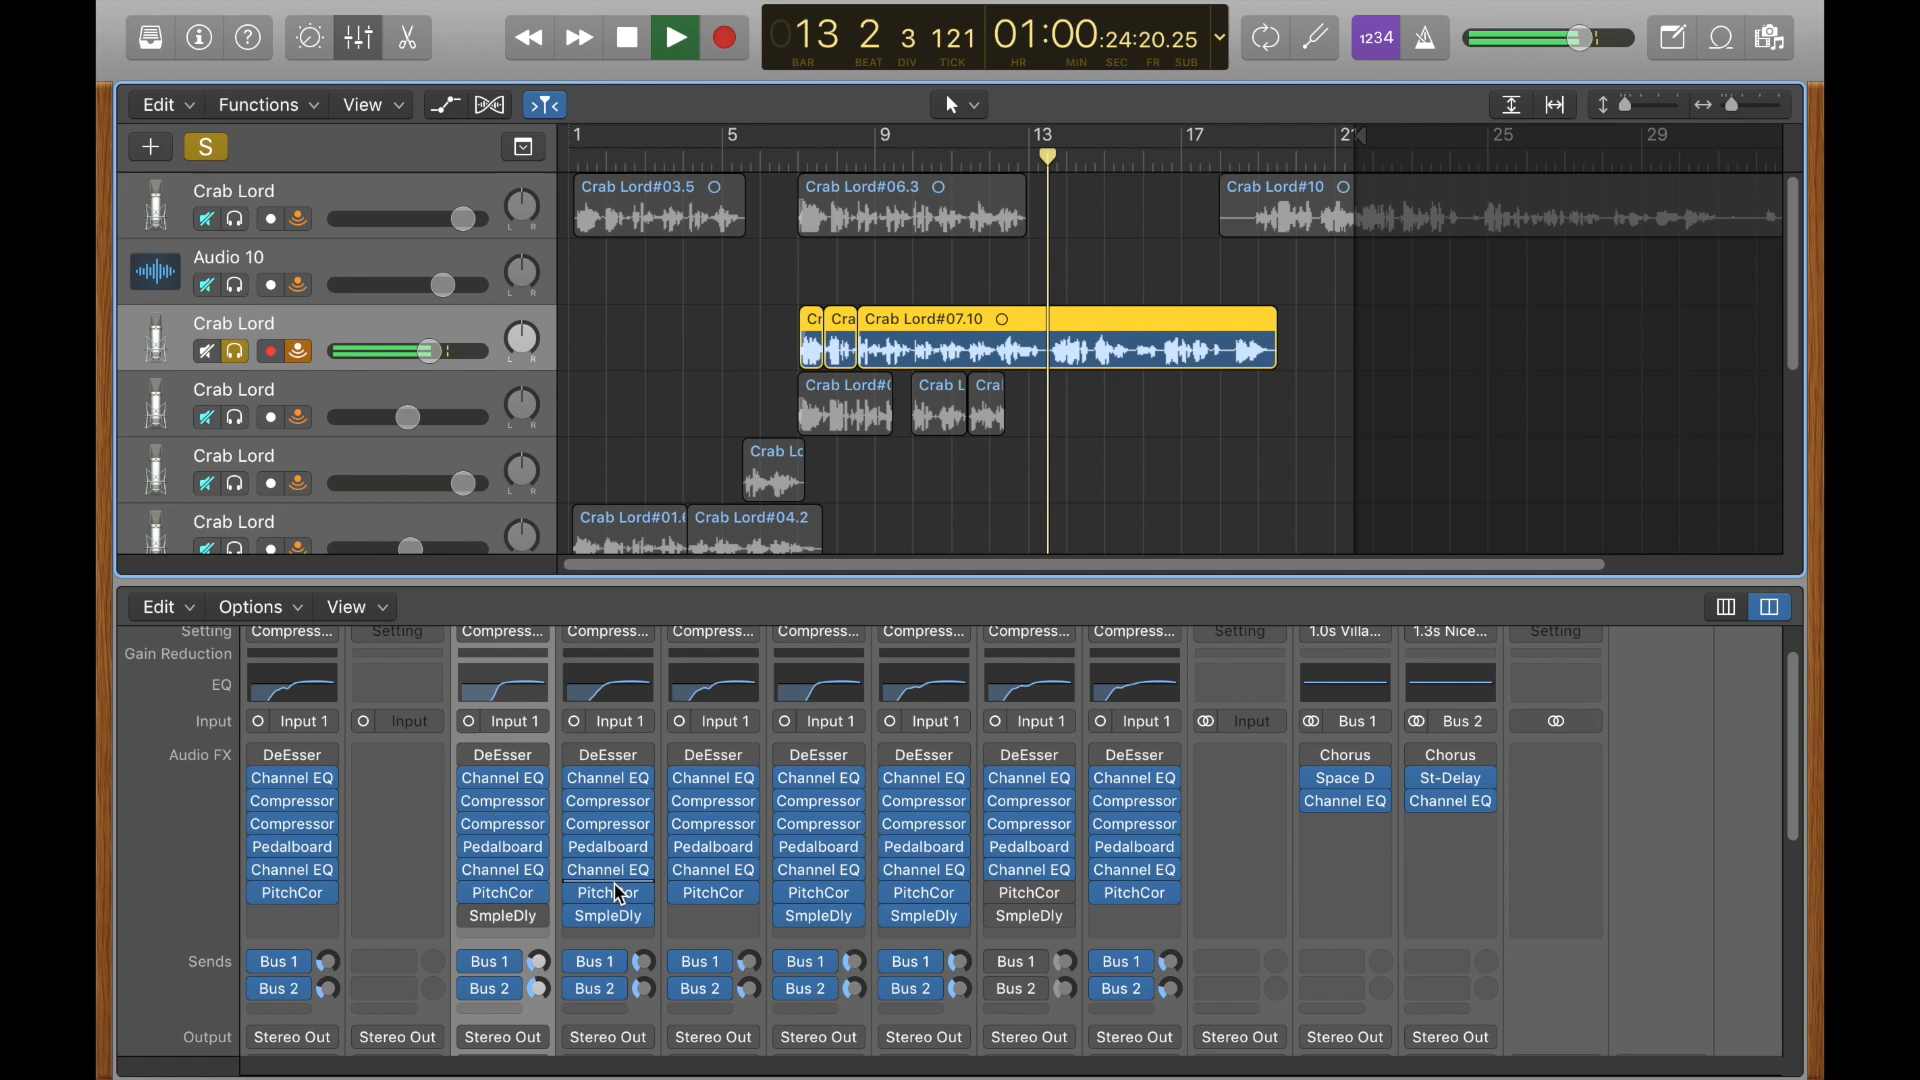 13 2 3 121 01:00:24:20.25
BAR BEAT DIV TICK HR MIN SEC FR SUB
1234
Edit Functions View
S
1 5 9 13 17 21 25 29
Crab Lord
L R
Crab Lord#03.5
Crab Lord#06.3
Crab Lord#10
Audio 10
L R
Crab Lord
L R
Cra
Crab Lord#07.10
Crab Lord
L R
Crab Lord#0
Crab L
Cra
Crab Lord
L R
Crab Lo
Crab Lord
Crab Lord#01.6
Crab Lord#04.2
Edit Options View
Setting Compress... Setting Compress... Compress... Compress... Compress... Compress... Compress... Compress... Setting 1.0s Villa... 1.3s Nice... Setting
Gain Reduction
EQ
Input Input 1 Input Input 1 Input 1 Input 1 Input 1 Input 1 Input 1 Input 1 Input Bus 1 Bus 2
Audio FX DeEsser DeEsser DeEsser DeEsser DeEsser DeEsser DeEsser DeEsser Chorus Chorus
Channel EQ Channel EQ Channel EQ Channel EQ Channel EQ Channel EQ Channel EQ Channel EQ Space D St-Delay
Compressor Compressor Compressor Compressor Compressor Compressor Compressor Compressor Channel EQ Channel EQ
Compressor Compressor Compressor Compressor Compressor Compressor Compressor Compressor
Pedalboard Pedalboard Pedalboard Pedalboard Pedalboard Pedalboard Pedalboard Pedalboard
Channel EQ Channel EQ Channel EQ Channel EQ Channel EQ Channel EQ Channel EQ Channel EQ
PitchCor PitchCor PitchCor PitchCor PitchCor PitchCor PitchCor PitchCor
SmpleDly SmpleDly SmpleDly SmpleDly SmpleDly
Sends Bus 1 Bus 1 Bus 1 Bus 1 Bus 1 Bus 1 Bus 1 Bus 1
Bus 2 Bus 2 Bus 2 Bus 2 Bus 2 Bus 2 Bus 2 Bus 2
Output Stereo Out Stereo Out Stereo Out Stereo Out Stereo Out Stereo Out Stereo Out Stereo Out Stereo Out Stereo Out Stereo Out Stereo Out